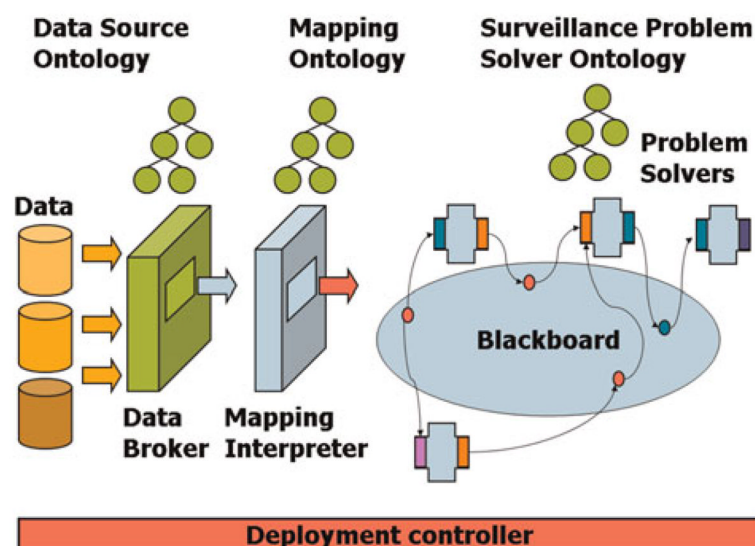 Data Source
Ontology
Mapping
Ontology
Surveillance Problem
Solver Ontology
Problem
Solvers
Data
Blackboard
Data
Broker
Mapping
Interpreter
Deployment controller